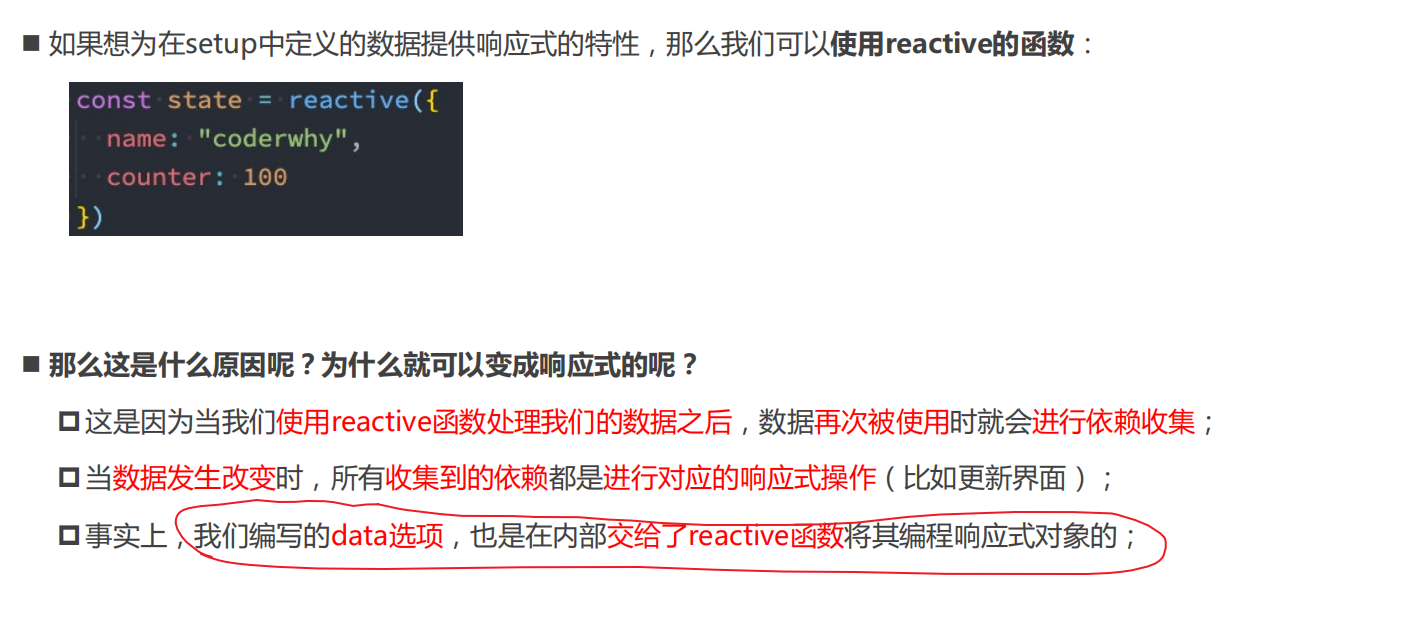 如果想为在setup中定义的数据提供响应式的特性，那么我们可以使用reactive的函数：
const state = reactive({
name: "coderwhy",
counter: 100
})
那么这是什么原因呢？为什么就可以变成响应式的呢？
这是因为当我们使用reactive函数处理我们的数据之后，数据再次被使用时就会进行依赖收集；
当数据发生改变时，所有收集到的依赖都是进行对应的响应式操作（比如更新界面）；
事实上，我们编写的data选项，也是在内部交给了reactive函数将其编程响应式对象的；